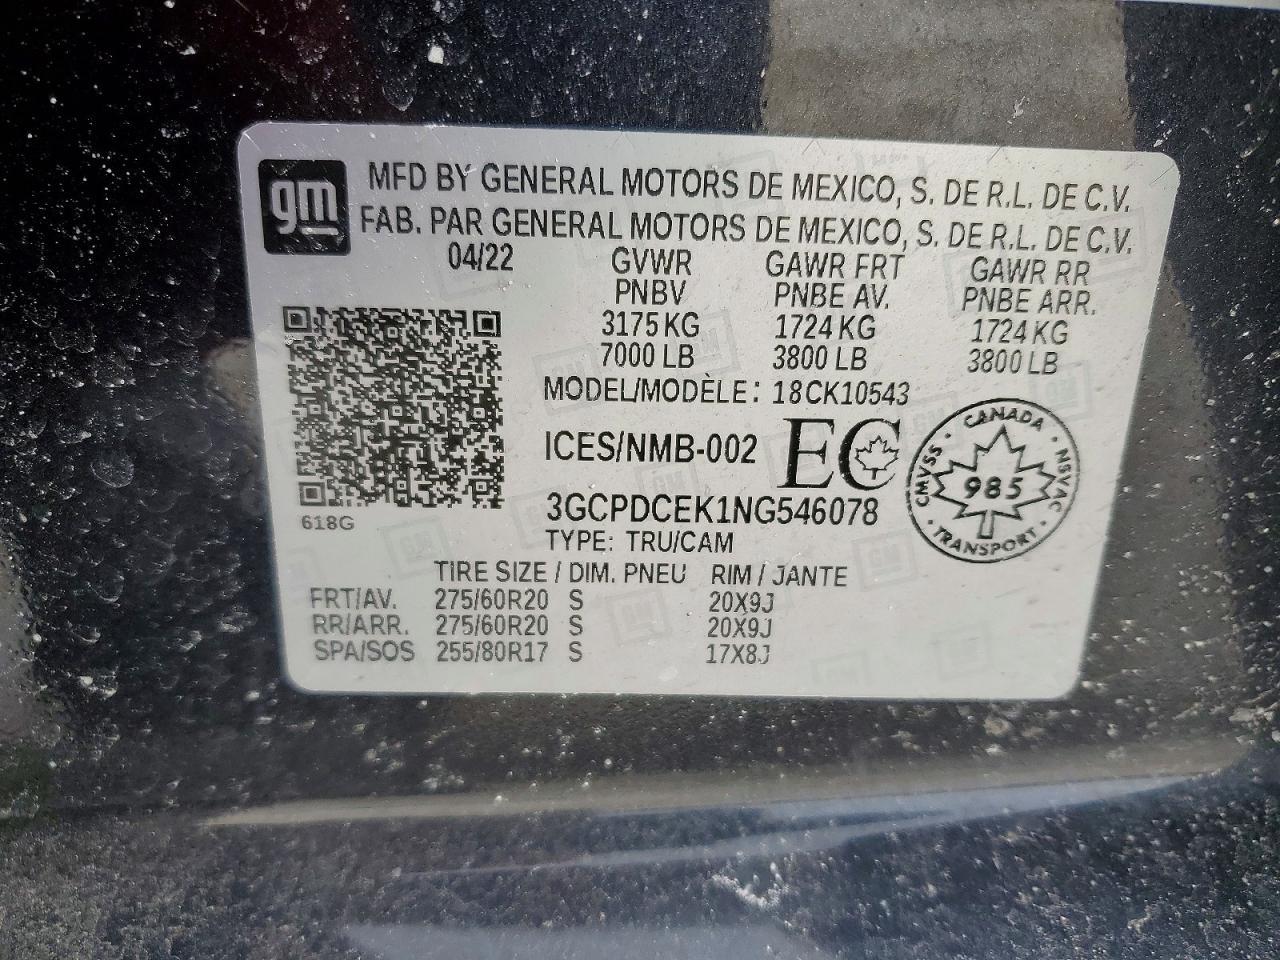 gm
MFD BY GENERAL MOTORS DE MEXICO, S. DE R.L. DE C.V.
FAB. PAR GENERAL MOTORS DE MEXICO, S. DE R.L. DE C.V.
04/22 GVWR GAWR FRT GAWR RR
PNBV PNBE AV. PNBE ARR.
3175 KG 1724 KG 1724 KG
7000 LB 3800 LB 3800 LB
MODEL/MODÈLE: 18CK10543
ICES/NMB-002 EC
CANADA
CMVSS • NSVAC
985
TRANSPORT
3GCPDCEK1NG546078
618G
TYPE: TRU/CAM
TIRE SIZE / DIM. PNEU RIM / JANTE
FRT/AV. 275/60R20 S 20X9J
RR/ARR. 275/60R20 S 20X9J
SPA/SOS 255/80R17 S 17X8J